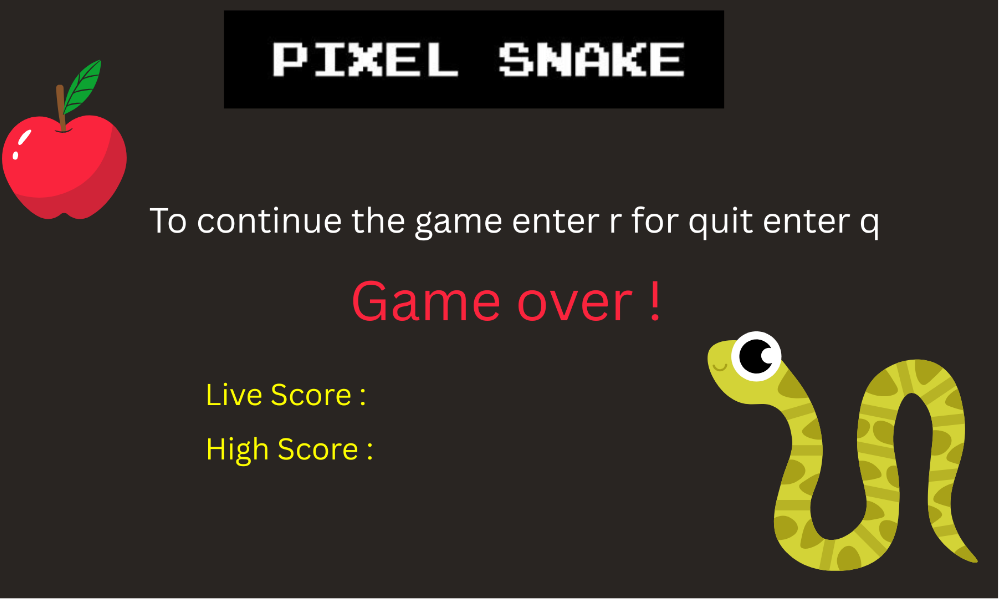 PIXEL SNAKE
To continue the game enter r for quit enter q
Game over !
Live Score :
High Score :